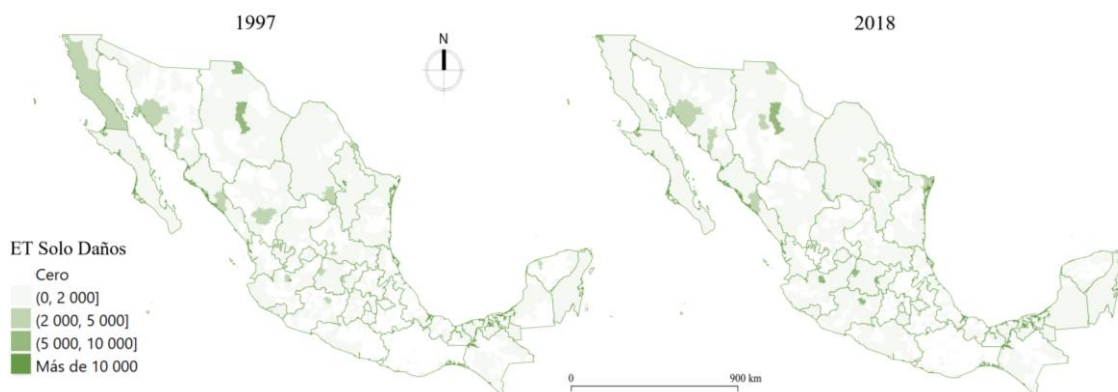 1997
N
2018
ET Solo Daños
Cero
(0, 2 000]
(2 000, 5 000]
(5 000, 10 000]
Más de 10 000
0 900 km